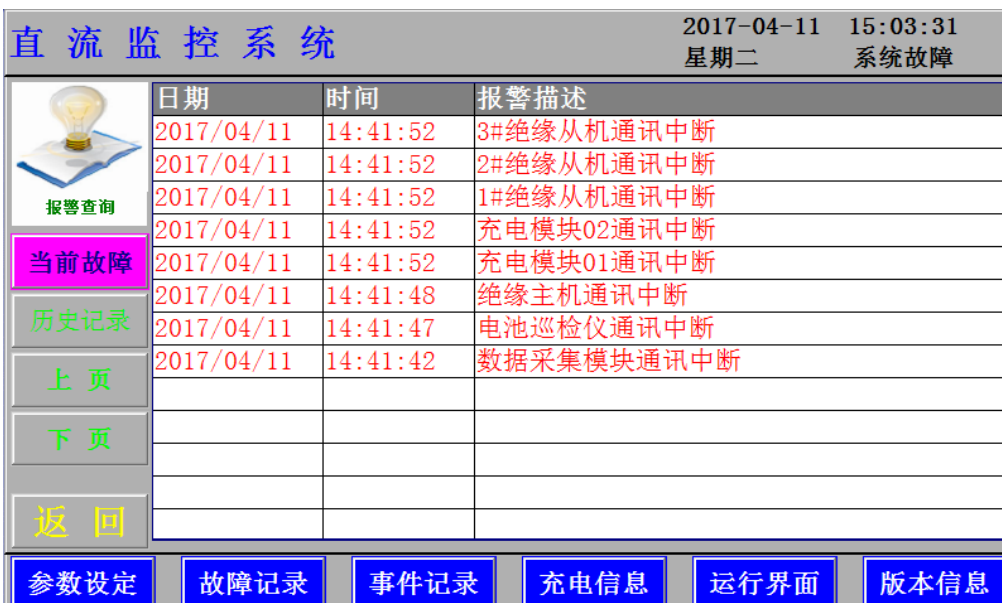 直流监控系统
2017-04-11 15:03:31
星期二 系统故障
报警查询
当前故障
历史记录
上 页
下 页
返 回
日期 时间 报警描述
2017/04/11 14:41:52 3#绝缘从机通讯中断
2017/04/11 14:41:52 2#绝缘从机通讯中断
2017/04/11 14:41:52 1#绝缘从机通讯中断
2017/04/11 14:41:52 充电模块02通讯中断
2017/04/11 14:41:52 充电模块01通讯中断
2017/04/11 14:41:48 绝缘主机通讯中断
2017/04/11 14:41:47 电池巡检仪通讯中断
2017/04/11 14:41:42 数据采集模块通讯中断
参数设定 故障记录 事件记录 充电信息 运行界面 版本信息